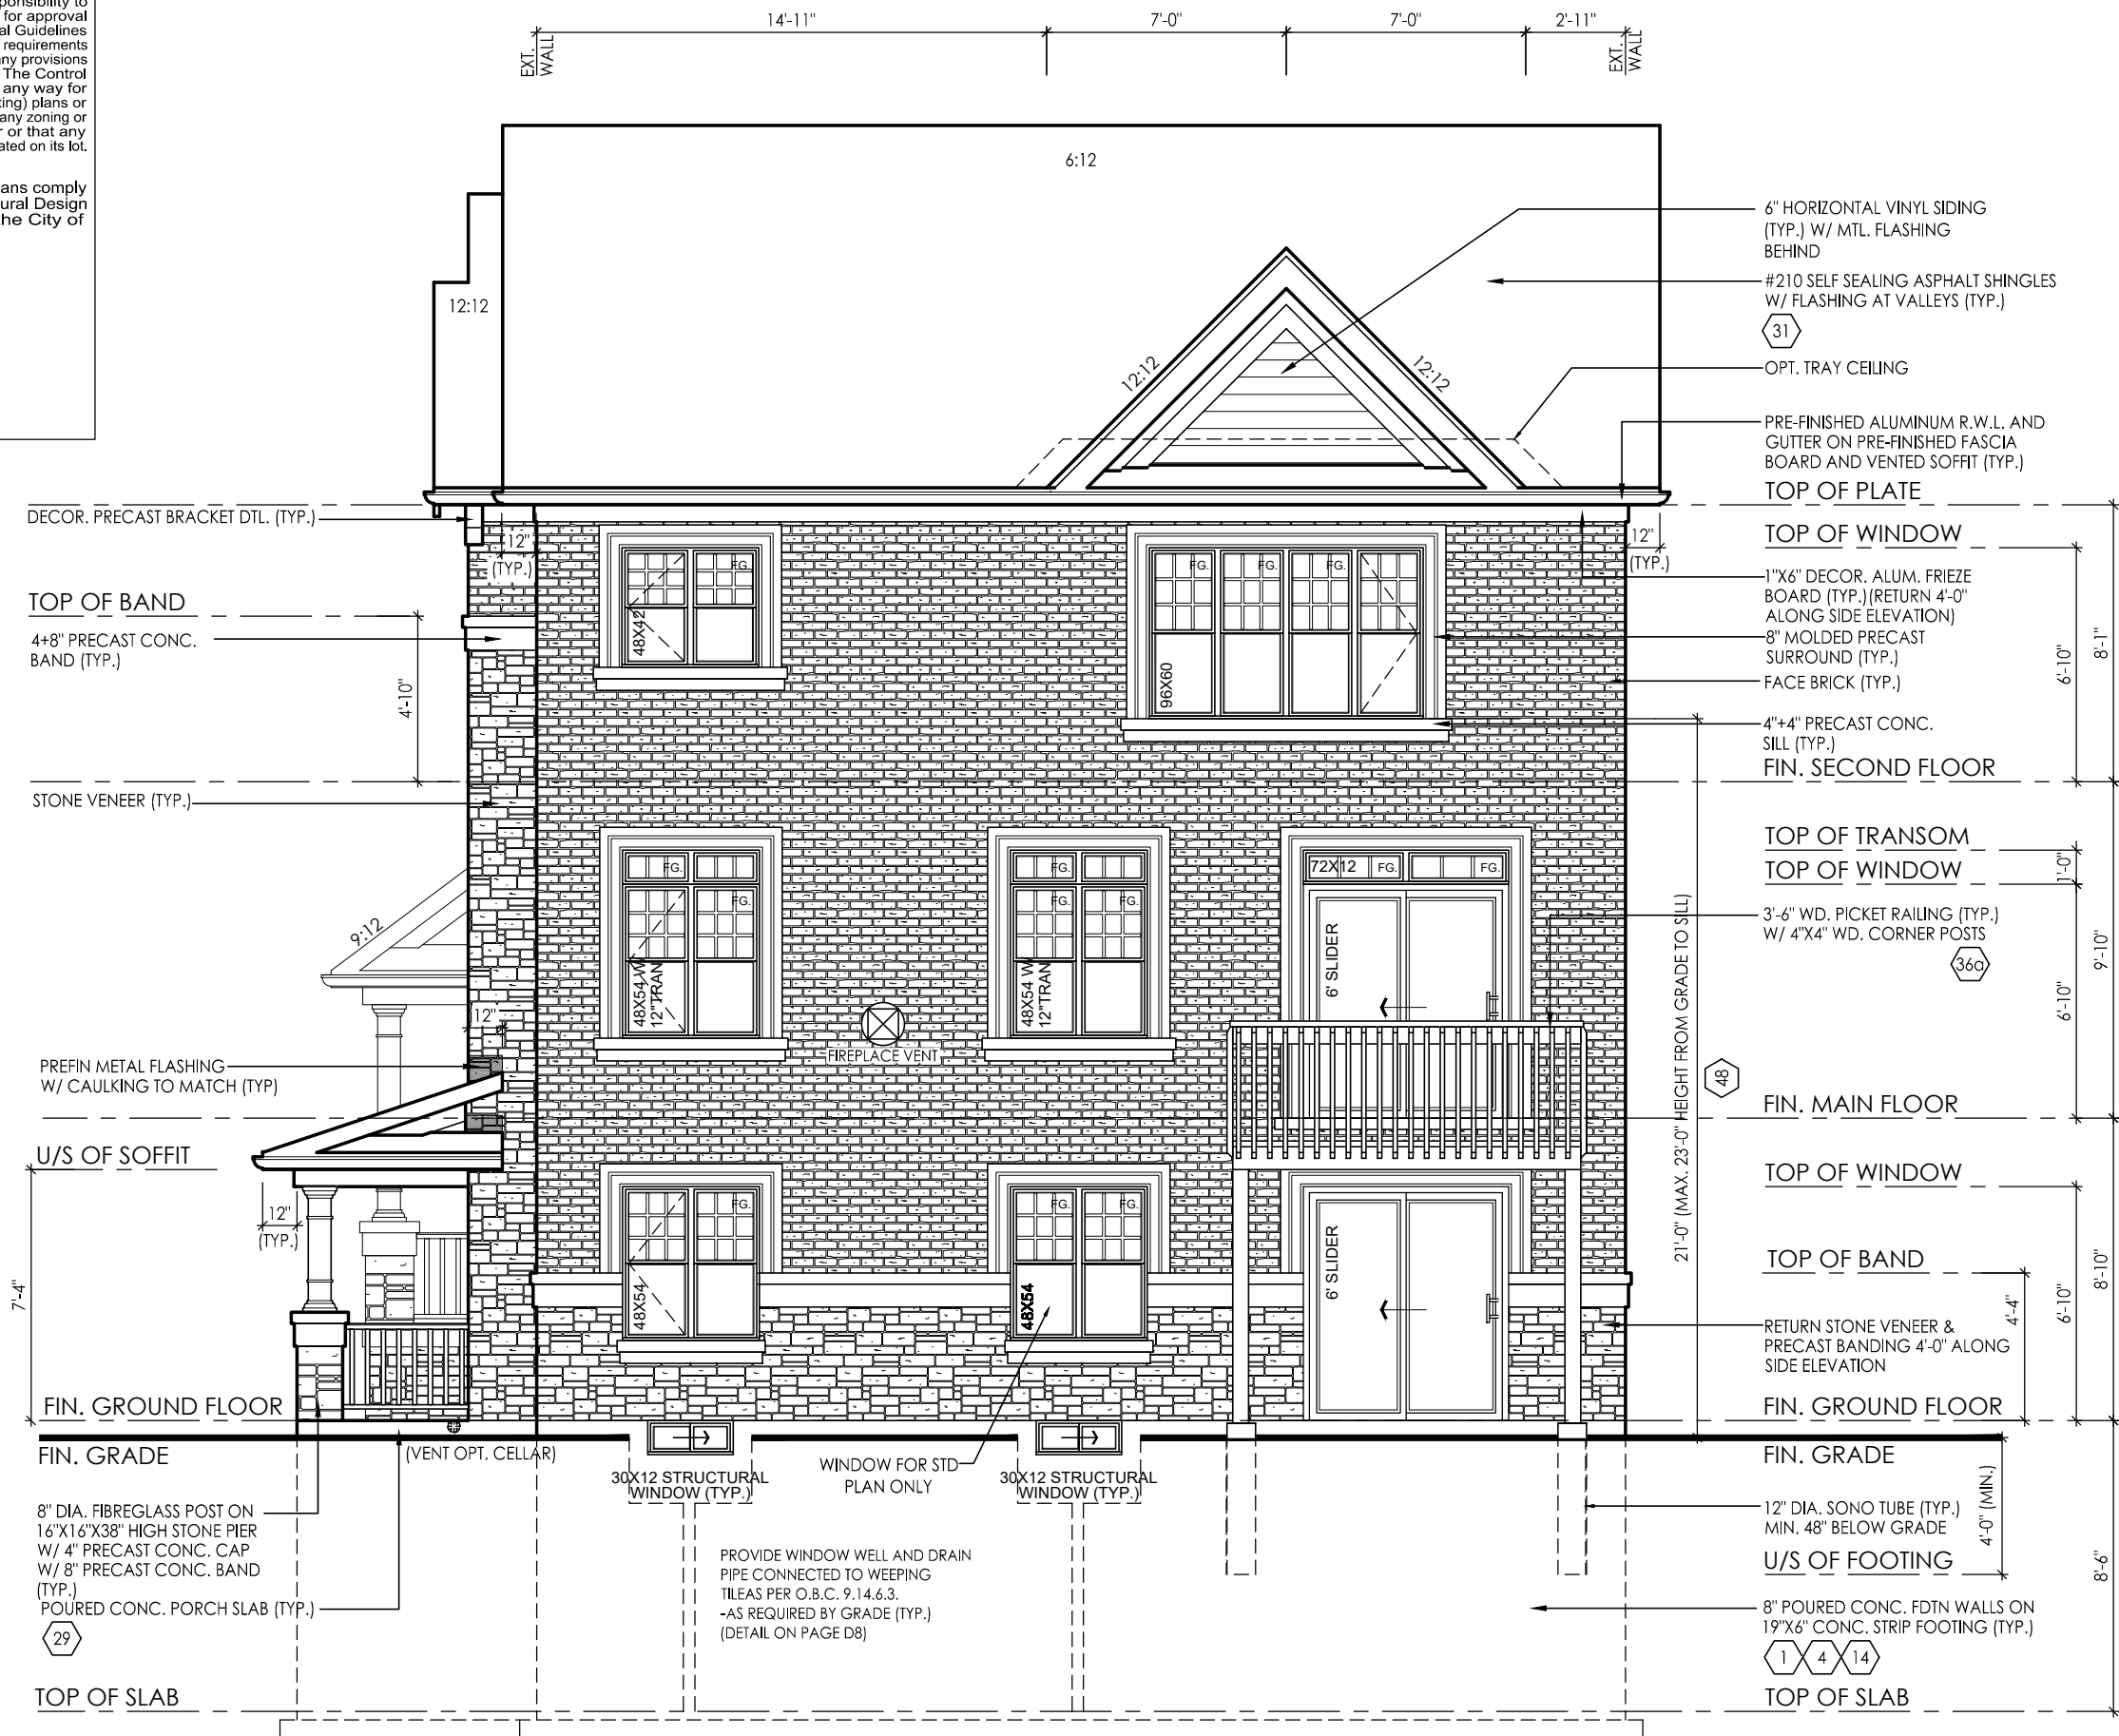 ponsibility to
for approval
al Guidelines
requirements
any provisions
The Control
any way for
ting) plans or
any zoning or
r or that any
ated on its lot.
ans comply
ural Design
he City of
14'-11"
7'-0"
7'-0"
2'-11"
EXT.
WALL
EXT.
WALL
6:12
12:12
12:12
12:12
6" HORIZONTAL VINYL SIDING
(TYP.) W/ MTL. FLASHING
BEHIND
#210 SELF SEALING ASPHALT SHINGLES
W/ FLASHING AT VALLEYS (TYP.)
31
OPT. TRAY CEILING
PRE-FINISHED ALUMINUM R.W.L. AND
GUTTER ON PRE-FINISHED FASCIA
BOARD AND VENTED SOFFIT (TYP.)
TOP OF PLATE
TOP OF WINDOW
1"X6" DECOR. ALUM. FRIEZE
BOARD (TYP.)(RETURN 4'-0"
ALONG SIDE ELEVATION)
8" MOLDED PRECAST
SURROUND (TYP.)
FACE BRICK (TYP.)
4"+4" PRECAST CONC.
SILL (TYP.)
FIN. SECOND FLOOR
6'-10"
8'-1"
DECOR. PRECAST BRACKET DTL. (TYP.)
12"
(TYP.)
12"
(TYP.)
TOP OF BAND
4+8" PRECAST CONC.
BAND (TYP.)
4'-10"
STONE VENEER (TYP.)
FG.
48X42
FG.
FG.
FG.
96X60
TOP OF TRANSOM
TOP OF WINDOW
1'-0"
3'-6" WD. PICKET RAILING (TYP.)
W/ 4"X4" WD. CORNER POSTS
36a
6'-10"
9'-10"
21'-0" (MAX. 23'-0" HEIGHT FROM GRADE TO SILL)
48
FIN. MAIN FLOOR
9:12
12"
FG.
FG.
48X54 W/
12"TRAN
FG.
FG.
FG.
48X54 W
12"TRAN
72X12
FG.
FG.
6' SLIDER
FIREPLACE VENT
PREFIN METAL FLASHING
W/ CAULKING TO MATCH (TYP)
U/S OF SOFFIT
12"
(TYP.)
7'-4"
FG.
48X54
FG.
FG.
48X54
6' SLIDER
TOP OF WINDOW
TOP OF BAND
4'-4"
6'-10"
8'-10"
RETURN STONE VENEER &
PRECAST BANDING 4'-0" ALONG
SIDE ELEVATION
FIN. GROUND FLOOR
FIN. GROUND FLOOR
FIN. GRADE
FIN. GRADE
(VENT OPT. CELLAR)
30X12 STRUCTURAL
WINDOW (TYP.)
WINDOW FOR STD
PLAN ONLY
30X12 STRUCTURAL
WINDOW (TYP.)
8" DIA. FIBREGLASS POST ON
16"X16"X38" HIGH STONE PIER
W/ 4" PRECAST CONC. CAP
W/ 8" PRECAST CONC. BAND
(TYP.)
POURED CONC. PORCH SLAB (TYP.)
29
PROVIDE WINDOW WELL AND DRAIN
PIPE CONNECTED TO WEEPING
TILEAS PER O.B.C. 9.14.6.3.
-AS REQUIRED BY GRADE (TYP.)
(DETAIL ON PAGE D8)
12" DIA. SONO TUBE (TYP.)
MIN. 48" BELOW GRADE
4'-0" (MIN.)
U/S OF FOOTING
8'-6"
8" POURED CONC. FDTN WALLS ON
19"X6" CONC. STRIP FOOTING (TYP.)
1 4 14
TOP OF SLAB
TOP OF SLAB